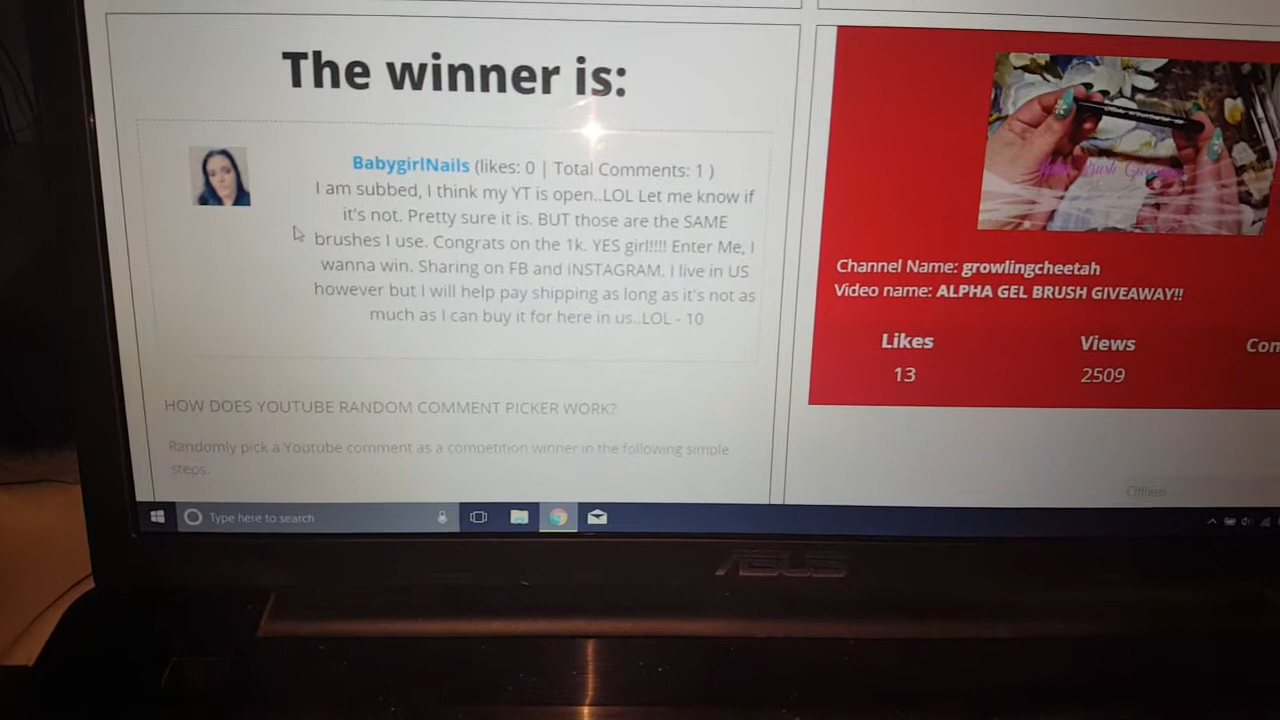 The winner is:
BabygirlNails (likes: 0 | Total Comments: 1 )
I am subbed, I think my YT is open..LOL Let me know if
it's not. Pretty sure it is. BUT those are the SAME
brushes I use. Congrats on the 1k. YES girl!!!! Enter Me, I
wanna win. Sharing on FB and INSTAGRAM. I live in US
however but I will help pay shipping as long as it's not as
much as I can buy it for here in us..LOL - 10
HOW DOES YOUTUBE RANDOM COMMENT PICKER WORK?
Randomly pick a Youtube comment as a competition winner in the following simple
steps.
Channel Name: growlingcheetah
Video name: ALPHA GEL BRUSH GIVEAWAY!!
Likes
Views
13
2509
Type here to search
ASUS